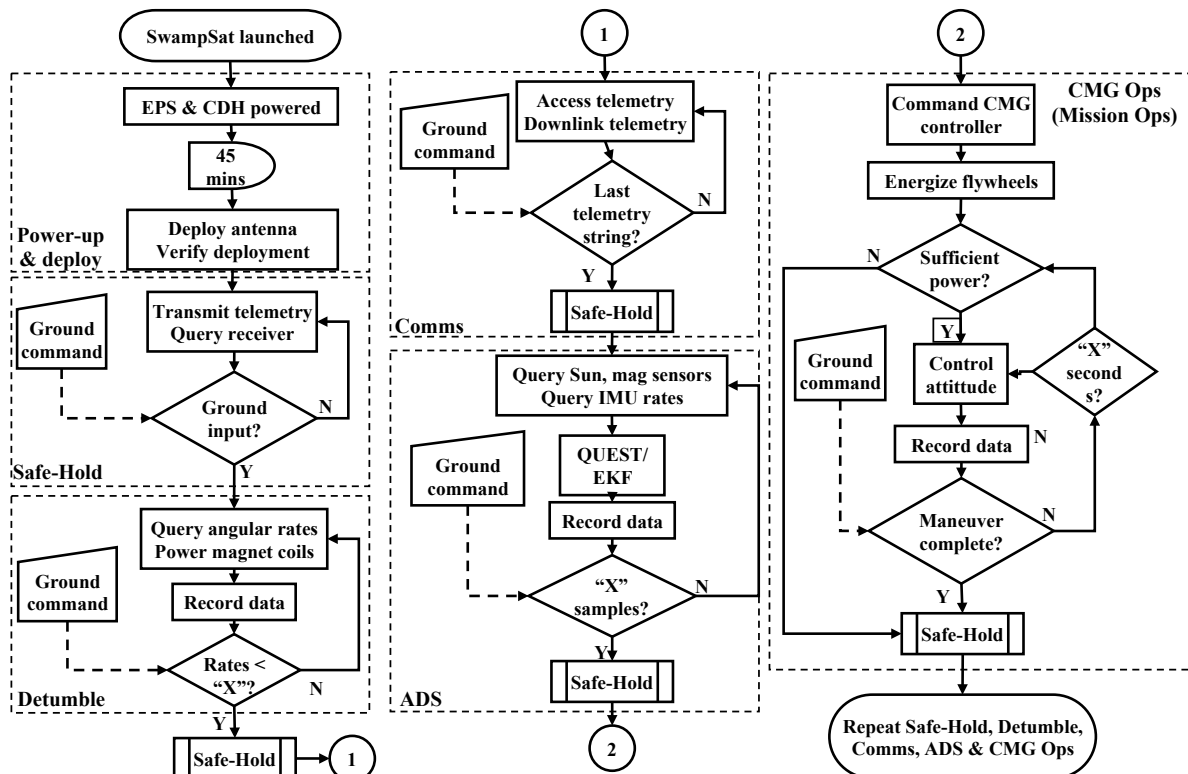 SwampSat launched
EPS & CDH powered
45
mins
Deploy antenna
Verify deployment
Power-up
& deploy
Transmit telemetry
Query receiver
Ground
command
Ground
input?
N
Y
Safe-Hold
Query angular rates
Power magnet coils
Ground
command
Record data
Rates <
“X”?
N
Detumble
Y
Safe-Hold
1
1
Access telemetry
Downlink telemetry
Ground
command
Last
telemetry
string?
N
Y
Safe-Hold
Comms
Query Sun, mag sensors
Query IMU rates
Ground
command
QUEST/
EKF
Record data
“X”
samples?
N
Y
Safe-Hold
ADS
2
2
CMG Ops
(Mission Ops)
Command CMG
controller
Energize flywheels
N
Sufficient
power?
Y
Ground
command
Control
attittude
“X”
second
s?
Record data
N
Maneuver
complete?
N
Y
Safe-Hold
Repeat Safe-Hold, Detumble,
Comms, ADS & CMG Ops